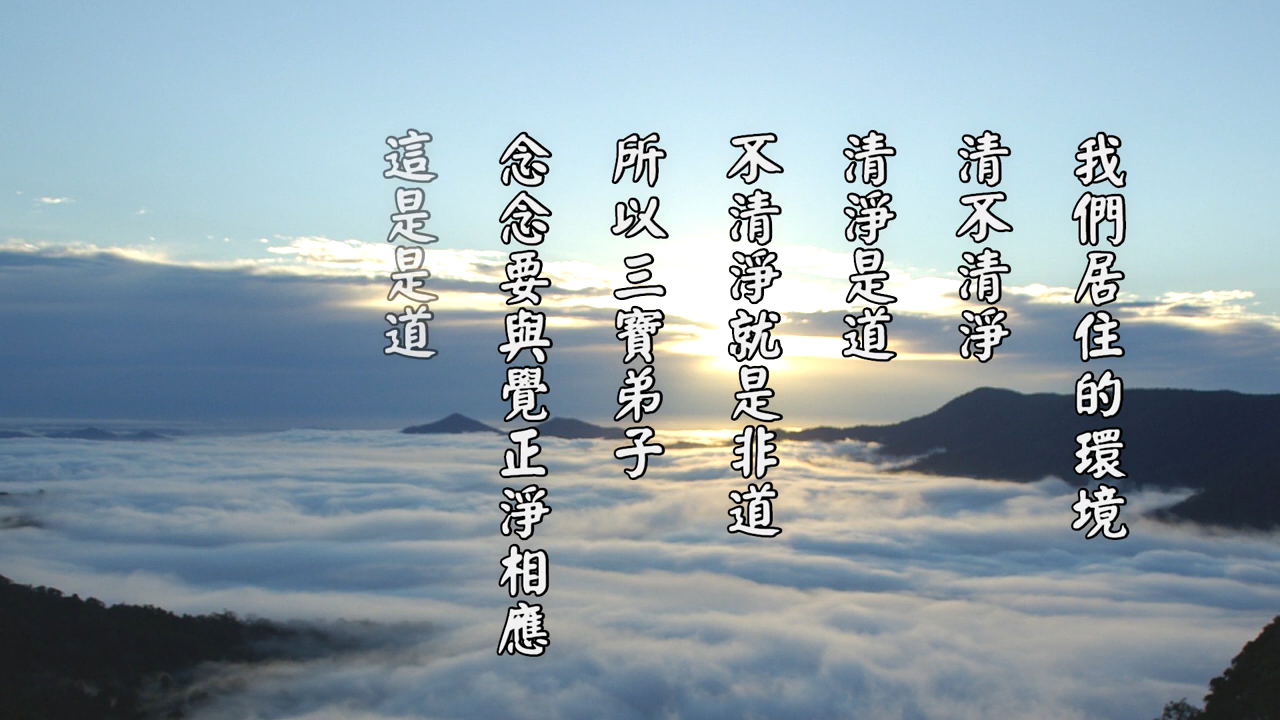 我們居住的環境
清不清淨
清淨是道
不清淨就是非道
所以三寶弟子
念念要與覺正淨相應
這是是道